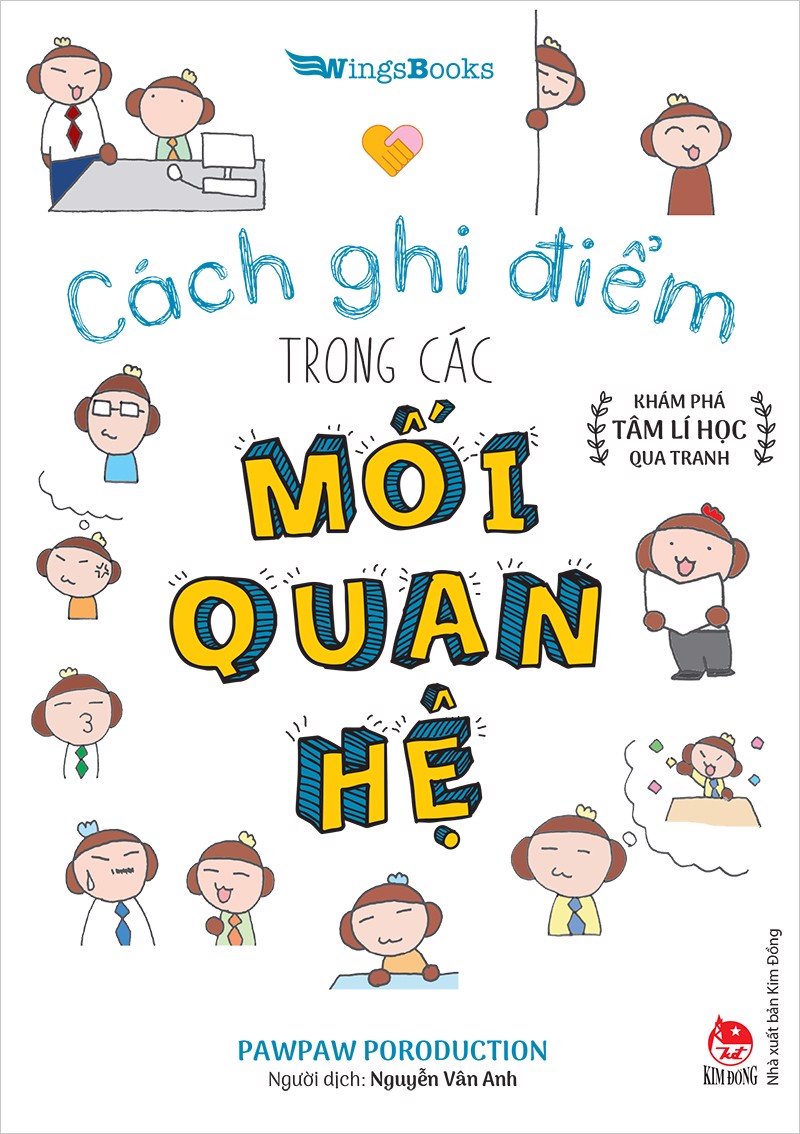 WingsBooks
Cách ghi điểm
TRONG CÁC
MỐI
QUAN
HỆ
KHÁM PHÁ
TÂM LÍ HỌC
QUA TRANH
PAWPAW PORODUCTION
Người dịch: Nguyễn Vân Anh
KIM ĐỒNG
Nhà xuất bản Kim Đồng